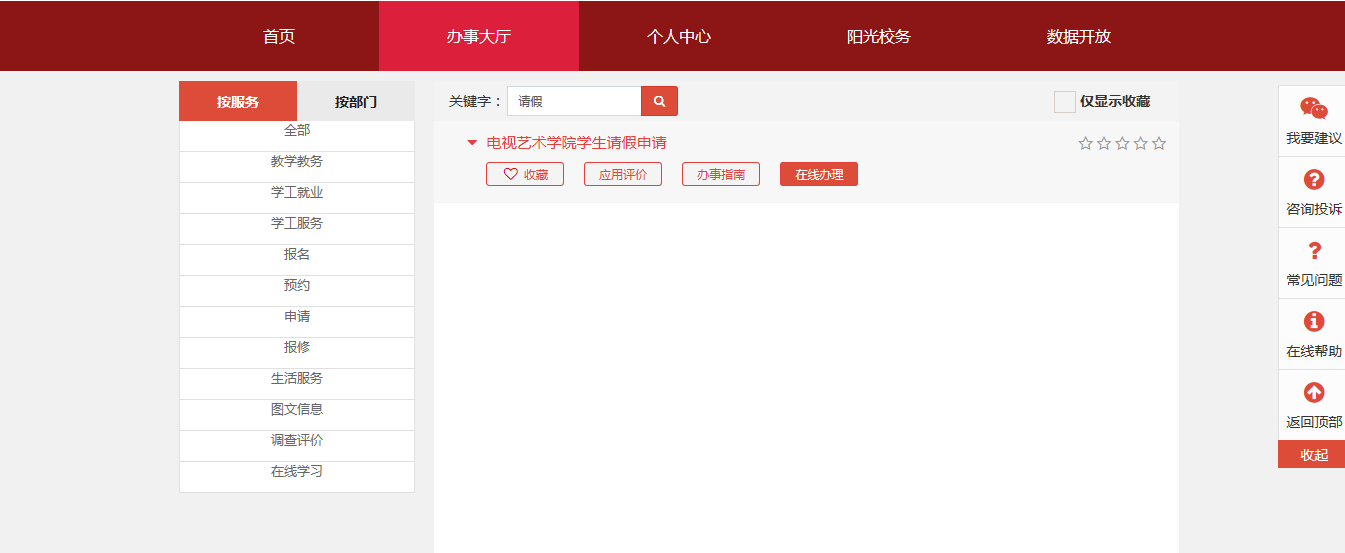 首页 办事大厅 个人中心 阳光校务 数据开放
按服务 按部门
全部
教学教务
学工就业
学工服务
报名
预约
申请
报修
生活服务
图文信息
调查评价
在线学习
关键字： 请假 仅显示收藏
电视艺术学院学生请假申请
收藏 应用评价 办事指南 在线办理
我要建议
咨询投诉
常见问题
在线帮助
返回顶部
收起